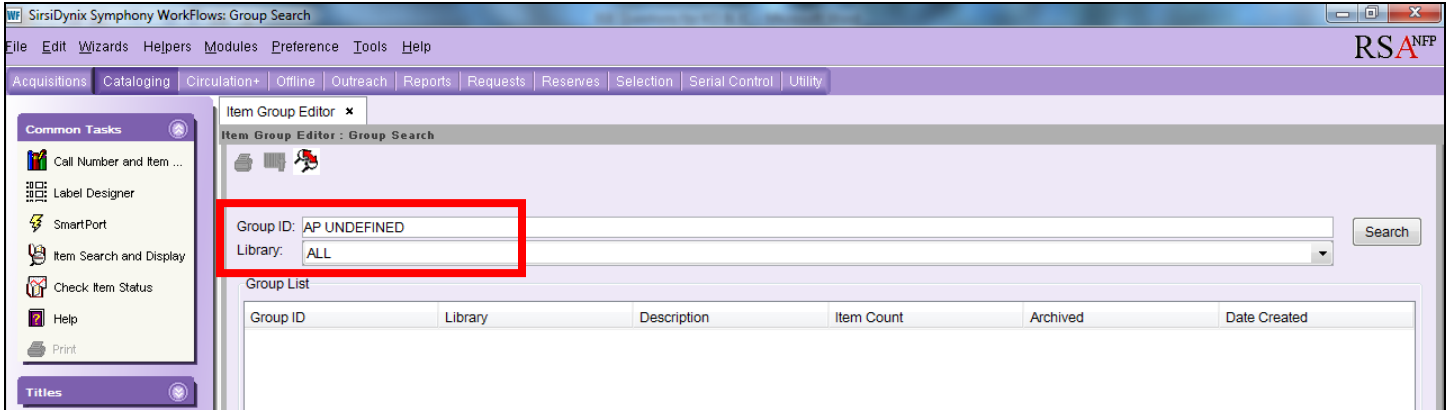 WF SirsiDynix Symphony WorkFlows: Group Search
File Edit Wizards Helpers Modules Preference Tools Help
RSANFP
Acquisitions Cataloging Circulation+ Offline Outreach Reports Requests Reserves Selection Serial Control Utility
Item Group Editor ×
Common Tasks
Item Group Editor : Group Search
Call Number and Item ...
Label Designer
SmartPort
Group ID: AP UNDEFINED
Search
Library: ALL
Item Search and Display
Check Item Status
Group List
Help
Group ID Library Description Item Count Archived Date Created
Print
Titles